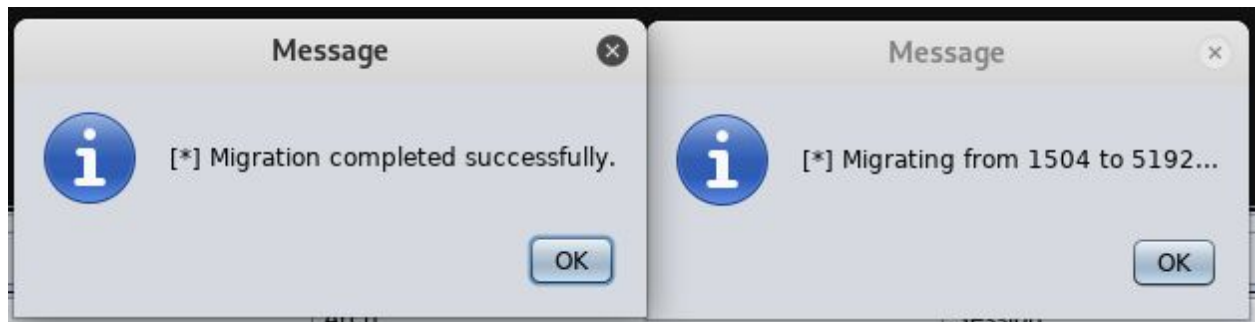 Message
[*] Migration completed successfully.
OK
Message
[*] Migrating from 1504 to 5192...
OK